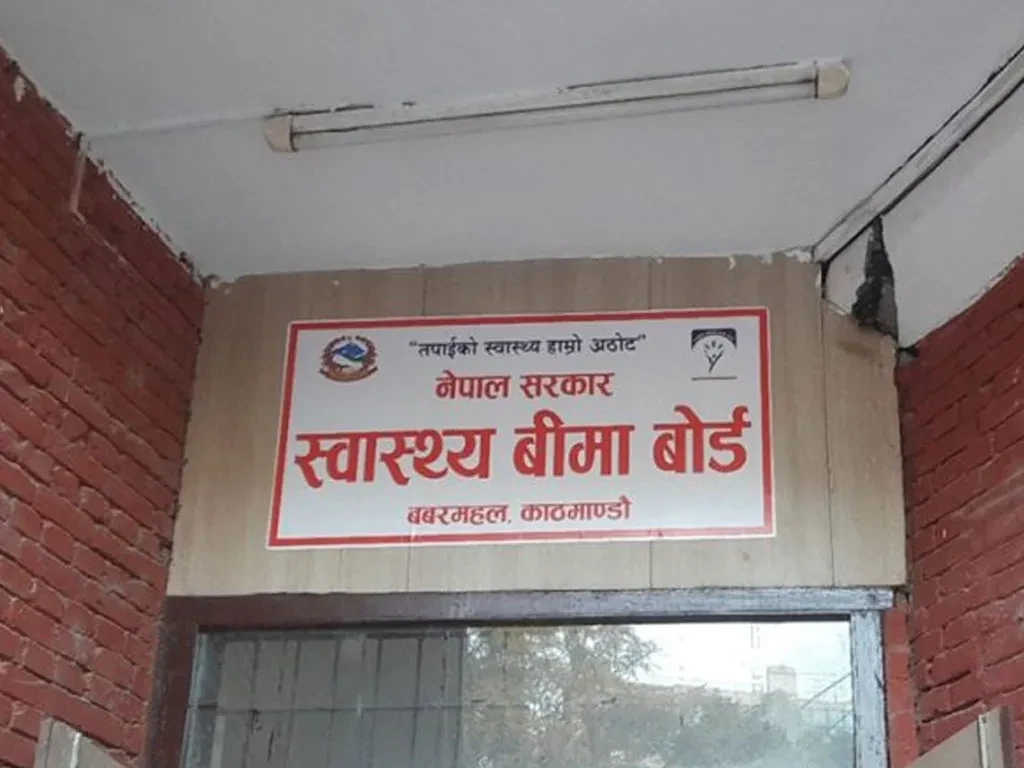 "तपाईको स्वास्थ्य हाम्रो अठोट"
नेपाल सरकार
स्वास्थ्य बीमा बोर्ड
बबरमहल, काठमाण्डौ